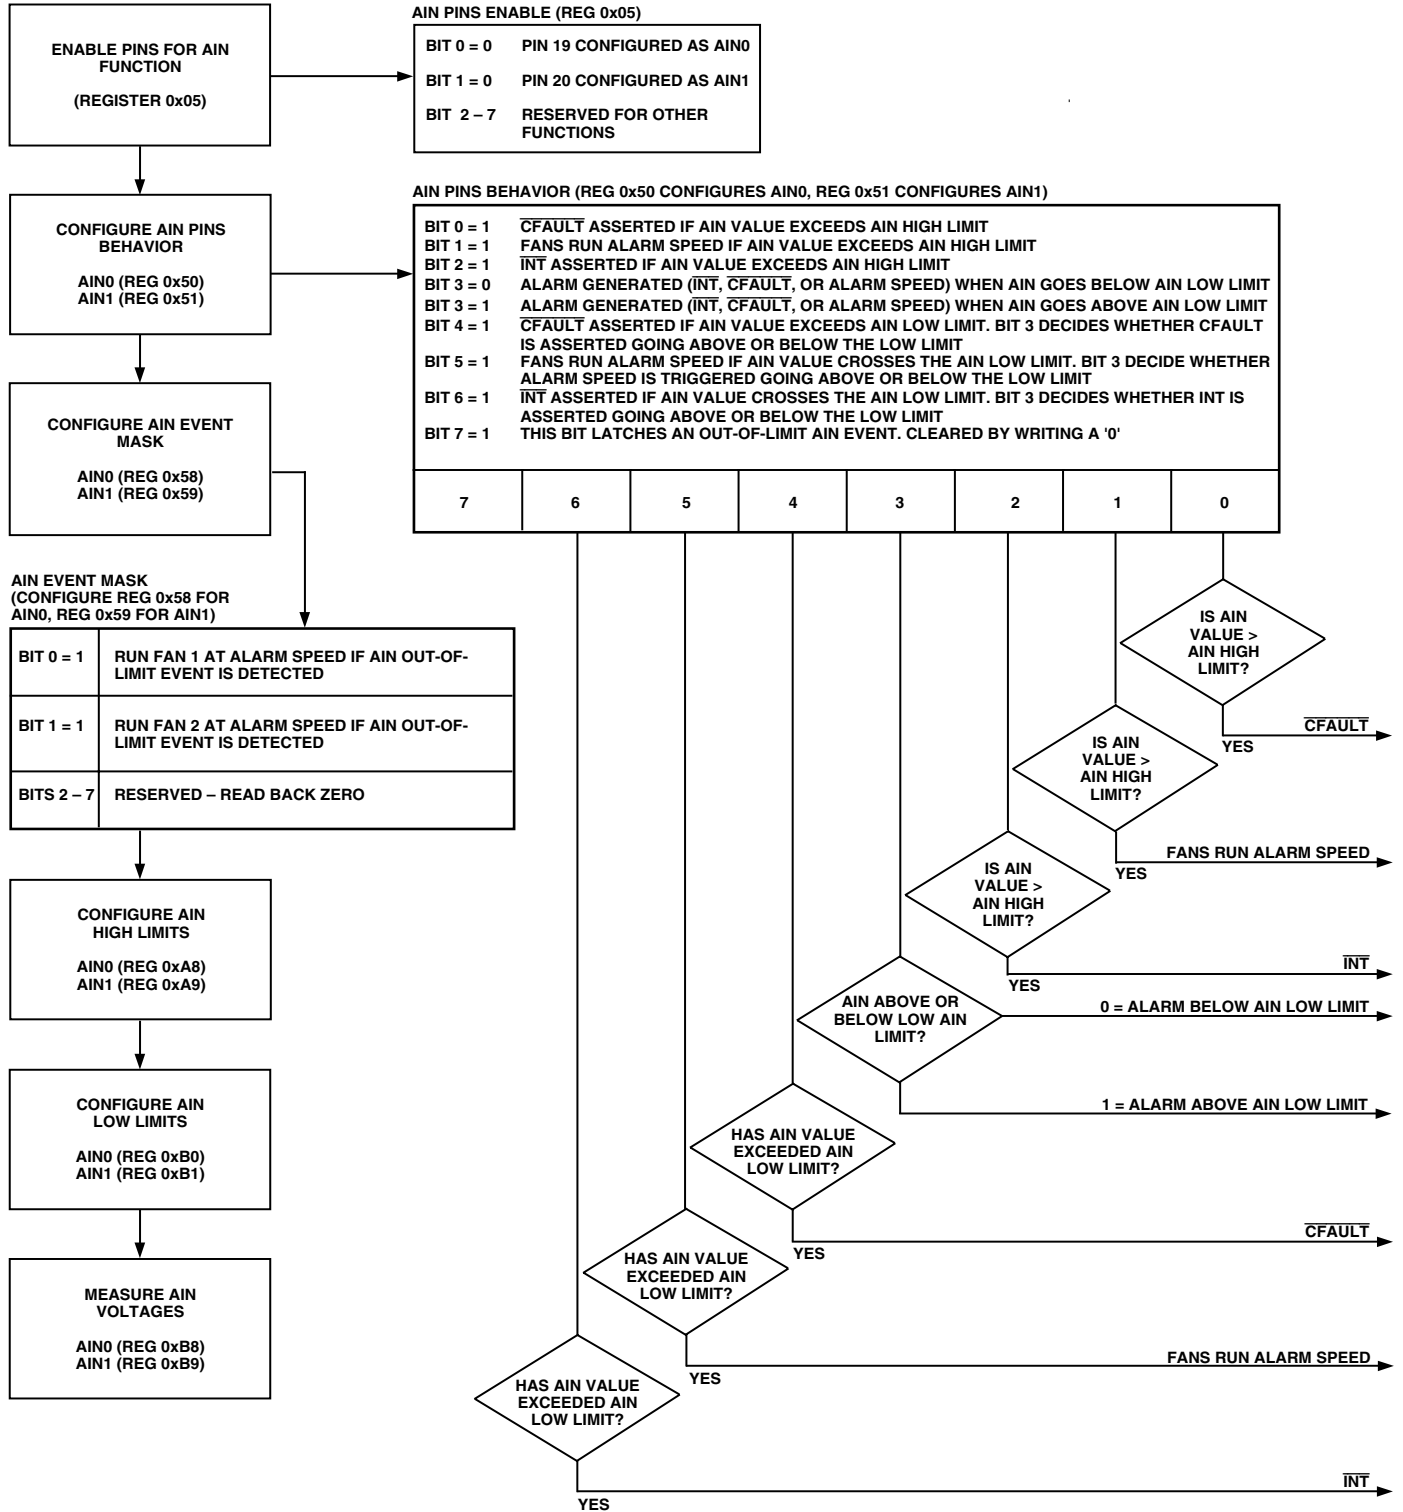 ENABLE PINS FOR AIN
FUNCTION
(REGISTER 0x05)
AIN PINS ENABLE (REG 0x05)
BIT 0 = 0 PIN 19 CONFIGURED AS AIN0
BIT 1 = 0 PIN 20 CONFIGURED AS AIN1
BIT 2 – 7 RESERVED FOR OTHER
FUNCTIONS
CONFIGURE AIN PINS
BEHAVIOR
AIN0 (REG 0x50)
AIN1 (REG 0x51)
AIN PINS BEHAVIOR (REG 0x50 CONFIGURES AIN0, REG 0x51 CONFIGURES AIN1)
BIT 0 = 1 CFAULT ASSERTED IF AIN VALUE EXCEEDS AIN HIGH LIMIT
BIT 1 = 1 FANS RUN ALARM SPEED IF AIN VALUE EXCEEDS AIN HIGH LIMIT
BIT 2 = 1 INT ASSERTED IF AIN VALUE EXCEEDS AIN HIGH LIMIT
BIT 3 = 0 ALARM GENERATED (INT, CFAULT, OR ALARM SPEED) WHEN AIN GOES BELOW AIN LOW LIMIT
BIT 3 = 1 ALARM GENERATED (INT, CFAULT, OR ALARM SPEED) WHEN AIN GOES ABOVE AIN LOW LIMIT
BIT 4 = 1 CFAULT ASSERTED IF AIN VALUE EXCEEDS AIN LOW LIMIT. BIT 3 DECIDES WHETHER CFAULT
IS ASSERTED GOING ABOVE OR BELOW THE LOW LIMIT
BIT 5 = 1 FANS RUN ALARM SPEED IF AIN VALUE CROSSES THE AIN LOW LIMIT. BIT 3 DECIDE WHETHER
ALARM SPEED IS TRIGGERED GOING ABOVE OR BELOW THE LOW LIMIT
BIT 6 = 1 INT ASSERTED IF AIN VALUE CROSSES THE AIN LOW LIMIT. BIT 3 DECIDES WHETHER INT IS
ASSERTED GOING ABOVE OR BELOW THE LOW LIMIT
BIT 7 = 1 THIS BIT LATCHES AN OUT-OF-LIMIT AIN EVENT. CLEARED BY WRITING A '0'
7 6 5 4 3 2 1 0
CONFIGURE AIN EVENT
MASK
AIN0 (REG 0x58)
AIN1 (REG 0x59)
AIN EVENT MASK
(CONFIGURE REG 0x58 FOR
AIN0, REG 0x59 FOR AIN1)
BIT 0 = 1 RUN FAN 1 AT ALARM SPEED IF AIN OUT-OF-
LIMIT EVENT IS DETECTED
BIT 1 = 1 RUN FAN 2 AT ALARM SPEED IF AIN OUT-OF-
LIMIT EVENT IS DETECTED
BITS 2 – 7 RESERVED – READ BACK ZERO
CONFIGURE AIN
HIGH LIMITS
AIN0 (REG 0xA8)
AIN1 (REG 0xA9)
CONFIGURE AIN
LOW LIMITS
AIN0 (REG 0xB0)
AIN1 (REG 0xB1)
MEASURE AIN
VOLTAGES
AIN0 (REG 0xB8)
AIN1 (REG 0xB9)
IS AIN
VALUE >
AIN HIGH
LIMIT?
YES
CFAULT
IS AIN
VALUE >
AIN HIGH
LIMIT?
YES
FANS RUN ALARM SPEED
IS AIN
VALUE >
AIN HIGH
LIMIT?
YES
INT
AIN ABOVE OR
BELOW LOW AIN
LIMIT?
0 = ALARM BELOW AIN LOW LIMIT
1 = ALARM ABOVE AIN LOW LIMIT
HAS AIN VALUE
EXCEEDED AIN
LOW LIMIT?
YES
CFAULT
HAS AIN VALUE
EXCEEDED AIN
LOW LIMIT?
YES
FANS RUN ALARM SPEED
HAS AIN VALUE
EXCEEDED AIN
LOW LIMIT?
YES
INT